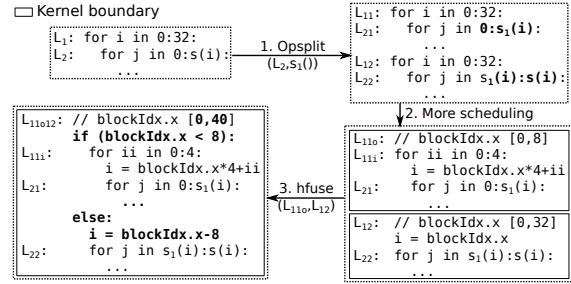 Kernel boundary
L₁: for i in 0:32:
L₂: for j in 0:s(i):
...
1. Opsplit
(L₂,s₁())
L₁₁: for i in 0:32:
L₂₁: for j in 0:s₁(i):
...
L₁₂: for i in 0:32:
L₂₂: for j in s₁(i):s(i):
...
2. More scheduling
L₁₁ₒ: // blockIdx.x [0,8]
L₁₁ᵢ: for ii in 0:4:
i = blockIdx.x*4+ii
L₂₁: for j in 0:s₁(i):
...
L₁₂: // blockIdx.x [0,32]
i = blockIdx.x
L₂₂: for j in s₁(i):s(i):
...
3. hfuse
(L₁₁ₒ,L₁₂)
L₁₁ₒ₁₂: // blockIdx.x [0,40]
if (blockIdx.x < 8):
L₁₁ᵢ: for ii in 0:4:
i = blockIdx.x*4+ii
L₂₁: for j in 0:s₁(i):
...
else:
i = blockIdx.x-8
L₂₂: for j in s₁(i):s(i):
...